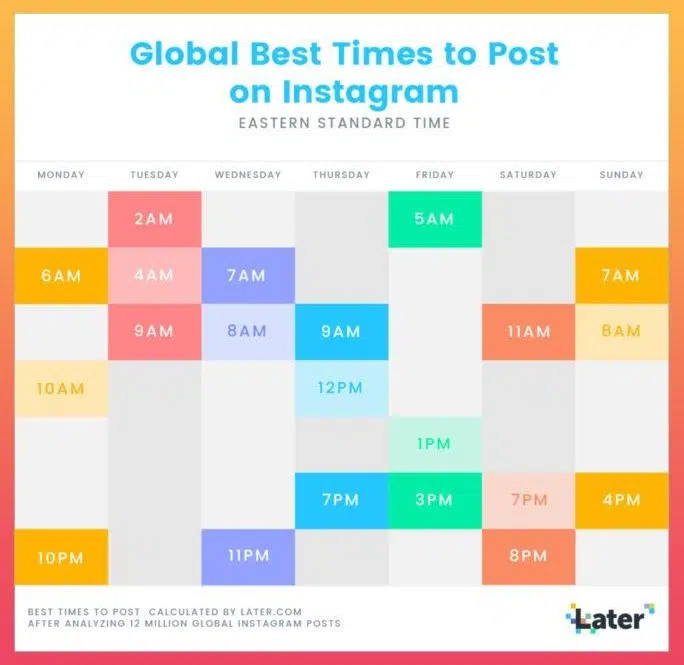 Global Best Times to Post
on Instagram
EASTERN STANDARD TIME
MONDAY TUESDAY WEDNESDAY THURSDAY FRIDAY SATURDAY SUNDAY
2AM 5AM
6AM 4AM 7AM 7AM
9AM 8AM 9AM 11AM 8AM
10AM 12PM
1PM
7PM 3PM 7PM 4PM
10PM 11PM 8PM
BEST TIMES TO POST CALCULATED BY LATER.COM
AFTER ANALYZING 12 MILLION GLOBAL INSTAGRAM POSTS
Later